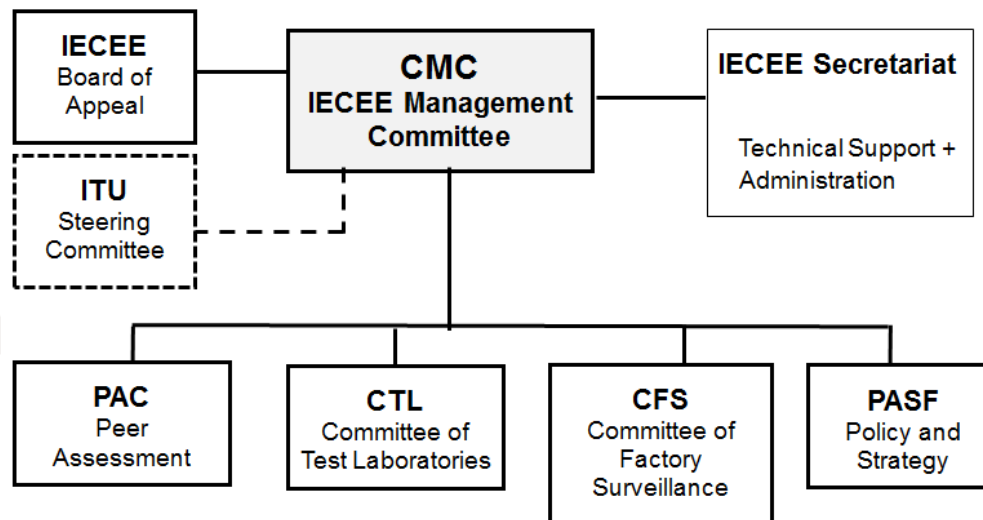 IECEE
Board of
Appeal
CMC
IECEE Management
Committee
IECEE Secretariat
Technical Support +
Administration
ITU
Steering
Committee
PAC
Peer
Assessment
CTL
Committee of
Test Laboratories
CFS
Committee of
Factory
Surveillance
PASF
Policy and
Strategy